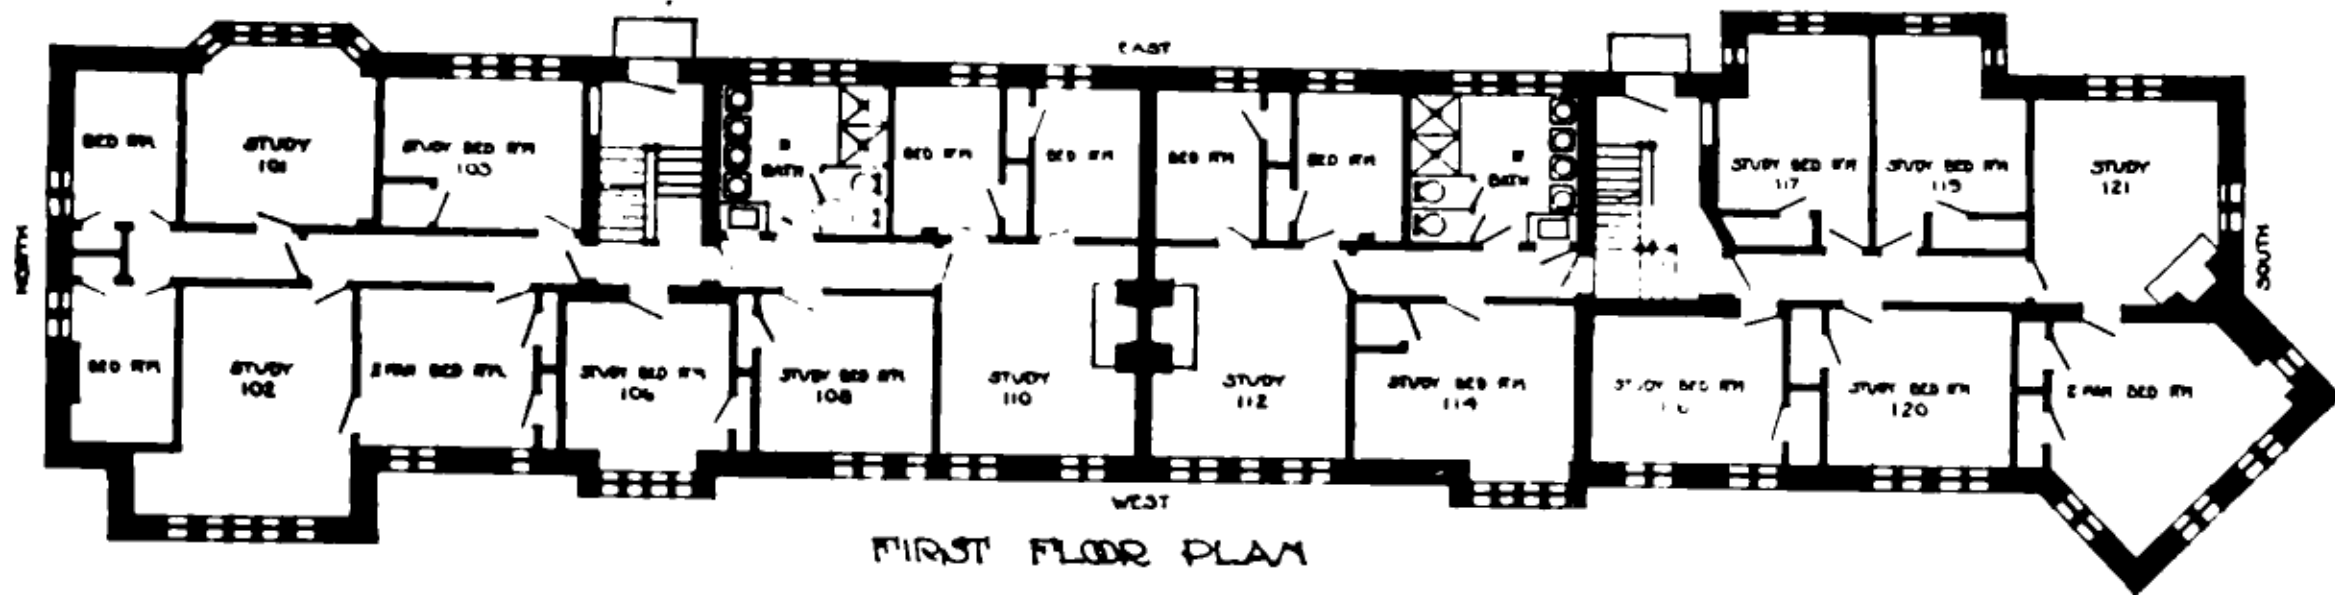 EAST
NORTH
BED RM
STUDY
101
STUDY BED RM
103
BATH
BED RM
BED RM
BED RM
BED RM
BATH
STUDY BED RM
117
STUDY BED RM
119
STUDY
121
SOUTH
BED RM
STUDY
102
2 MAN BED RM.
STUDY BED RM
106
STUDY BED RM
108
STUDY
110
STUDY
112
STUDY BED RM
114
STUDY BED RM
STUDY BED RM
120
2 MAN BED RM
WEST
FIRST FLOOR PLAN